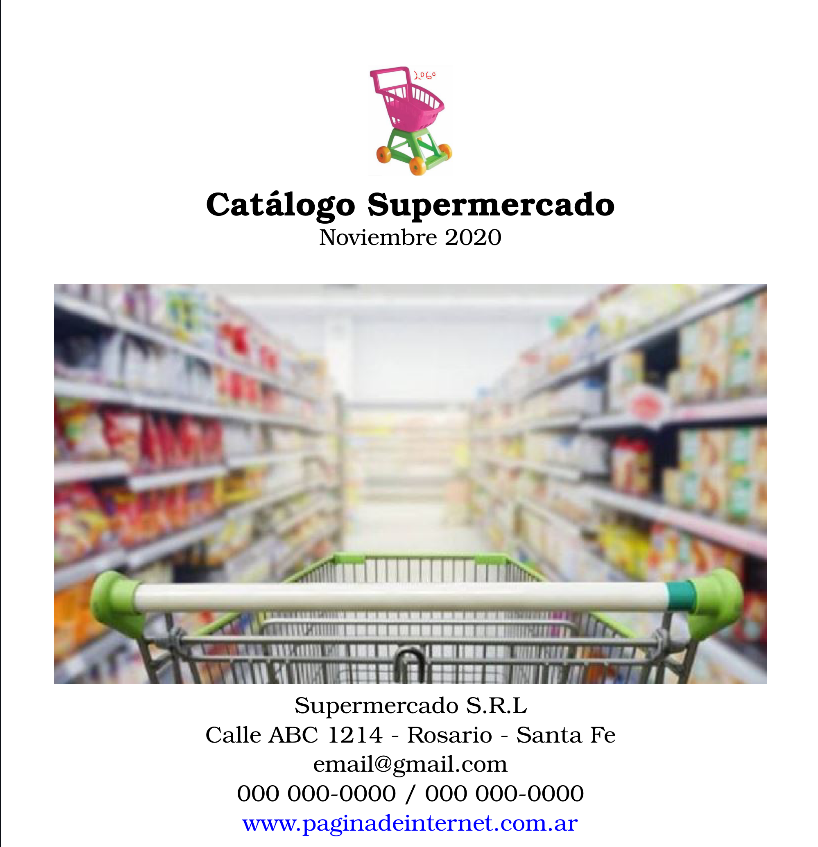 Logo
Catálogo Supermercado
Noviembre 2020
Supermercado S.R.L
Calle ABC 1214 - Rosario - Santa Fe
email@gmail.com
000 000-0000 / 000 000-0000
www.paginadeinternet.com.ar